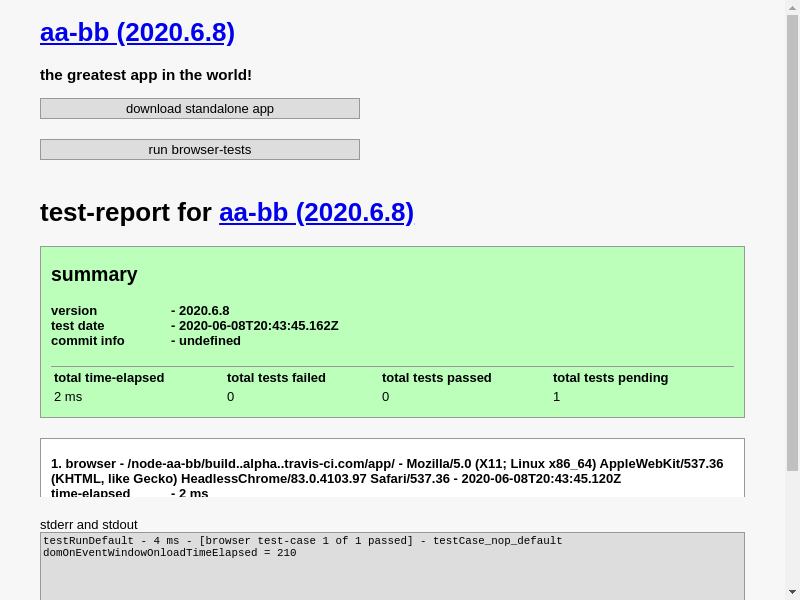 aa-bb (2020.6.8)
the greatest app in the world!
download standalone app
run browser-tests
test-report for aa-bb (2020.6.8)
summary
version - 2020.6.8
test date - 2020-06-08T20:43:45.162Z
commit info - undefined
total time-elapsed total tests failed total tests passed total tests pending
2 ms 0 0 1
1. browser - /node-aa-bb/build..alpha..travis-ci.com/app/ - Mozilla/5.0 (X11; Linux x86_64) AppleWebKit/537.36
(KHTML, like Gecko) HeadlessChrome/83.0.4103.97 Safari/537.36 - 2020-06-08T20:43:45.120Z
time-elapsed - 2 ms
stderr and stdout
testRunDefault - 4 ms - [browser test-case 1 of 1 passed] - testCase_nop_default
domOnEventWindowOnloadTimeElapsed = 210